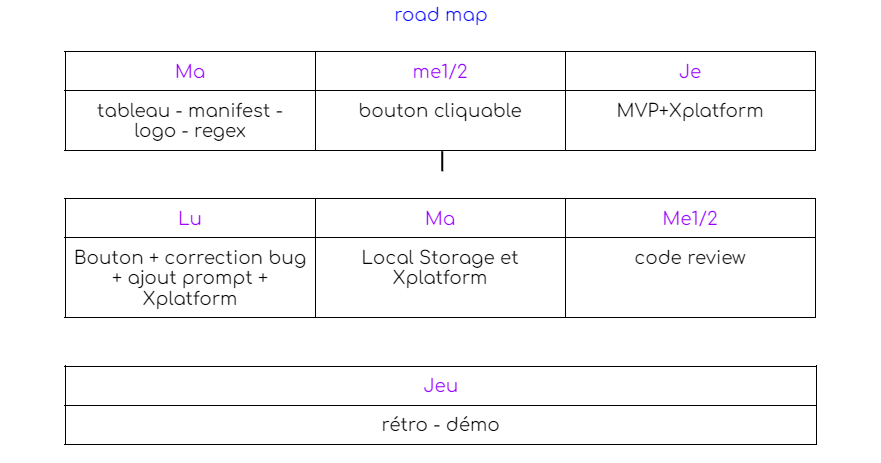 road map
Ma
me1/2
Je
tableau - manifest -
logo - regex
bouton cliquable
MVP+Xplatform
Lu
Ma
Me1/2
Bouton + correction bug
+ ajout prompt +
Xplatform
Local Storage et
Xplatform
code review
Jeu
rétro - démo